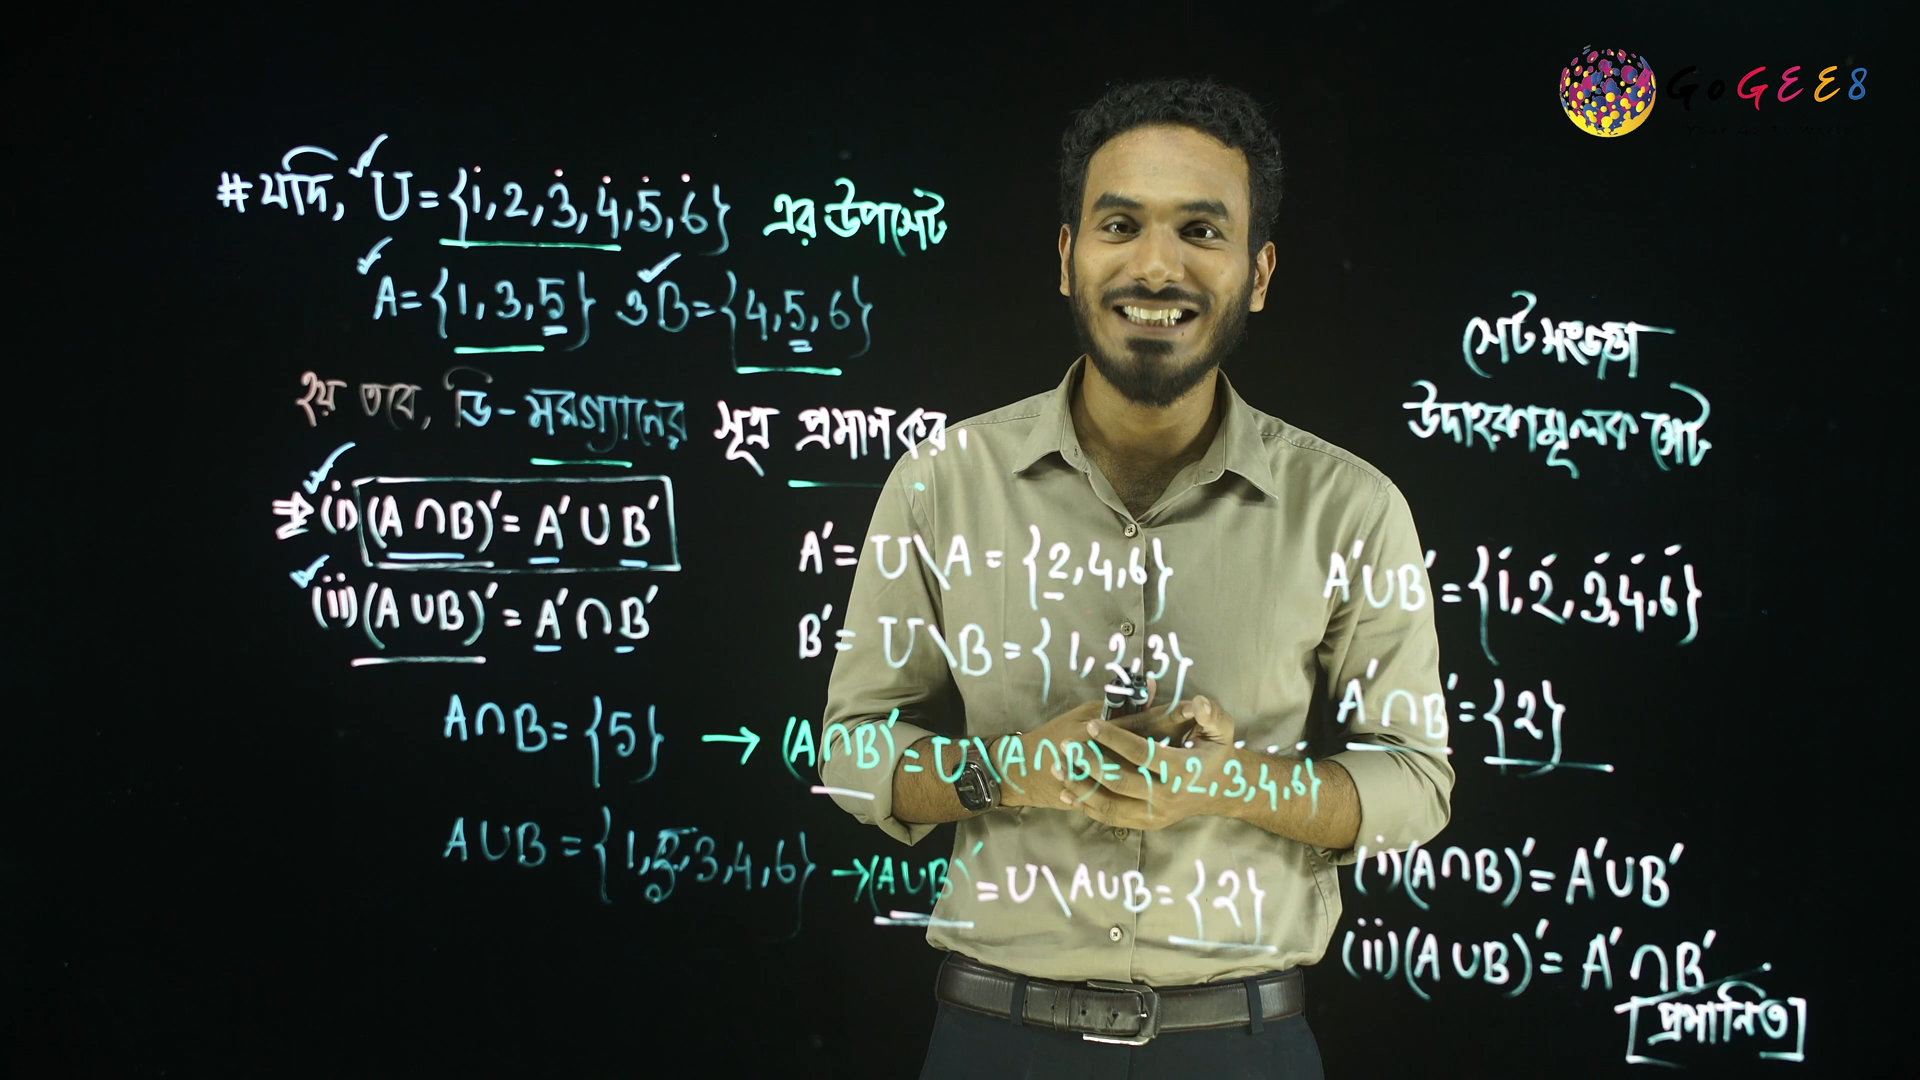 # যদি, U = {1, 2, 3, 4, 5, 6} এর উপসেট
A = {1, 3, 5} ও B = {4, 5, 6}
হয় তবে, ডি-মরগ্যানের সূত্র প্রমান কর।
⇒ (i) (A ∩ B)′ = A′ ∪ B′
(ii) (A ∪ B)′ = A′ ∩ B′
A ∩ B = {5} → (A ∩ B)′ = U \ (A ∩ B) = {1, 2, 3, 4, 6}
A ∪ B = {1, 3, 4, 6} → (A ∪ B)′ = U \ A ∪ B = {2}
A′ = U \ A = {2, 4, 6}
B′ = U \ B = {1, 2, 3}
GoGEE8
সেট সংজ্ঞা
উদাহরণমূলক সেট
A′ ∪ B′ = {1, 2, 3, 4, 6}
A′ ∩ B′ = {2}
(i) (A ∩ B)′ = A′ ∪ B′
(ii) (A ∪ B)′ = A′ ∩ B′
[প্রমানিত]